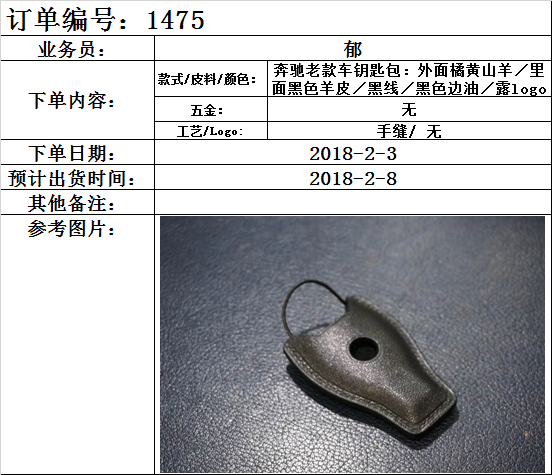 订单编号：1475
业务员：
郁
下单内容：
款式/皮料/颜色：
奔驰老款车钥匙包：外面橘黄山羊／里
面黑色羊皮／黑线／黑色边油／露logo
五金：
无
工艺/Logo:
手缝/ 无
下单日期：
2018-2-3
预计出货时间：
2018-2-8
其他备注：
参考图片：